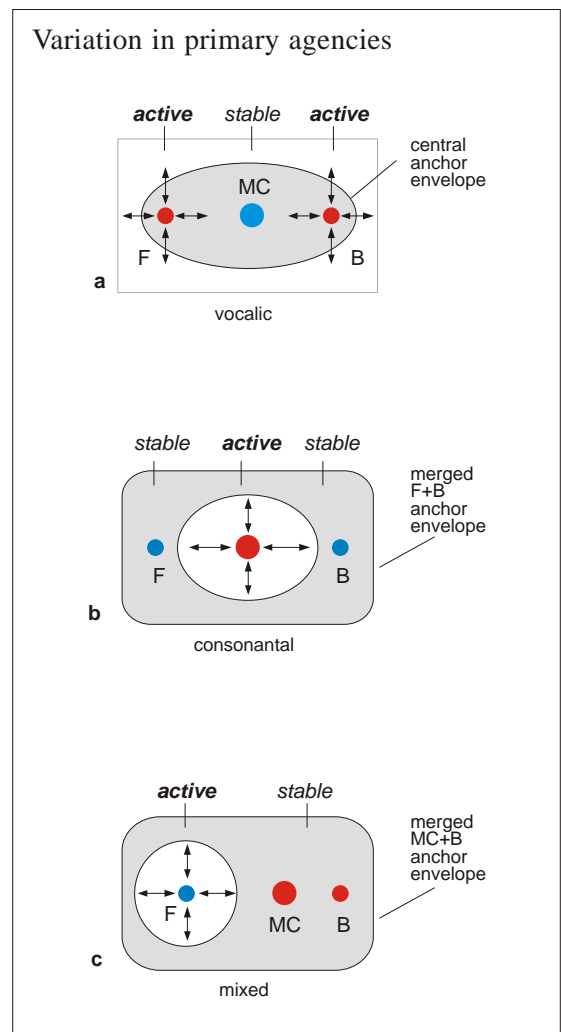 Variation in primary agencies
active stable active
central
anchor
envelope
MC
F B
a
vocalic
stable active stable
merged
F+B
anchor
envelope
F B
b
consonantal
active stable
merged
MC+B
anchor
envelope
F
MC B
c
mixed